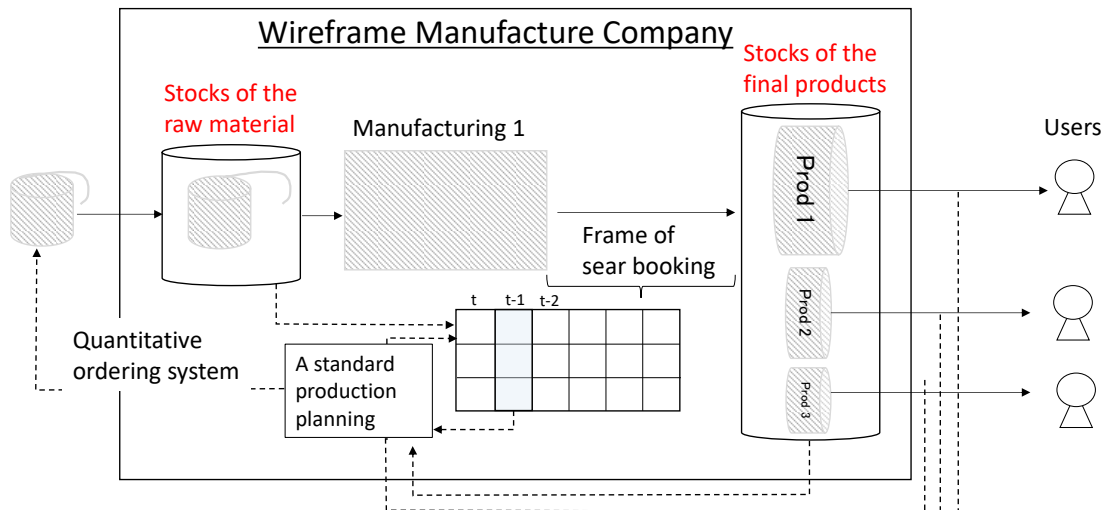 Wireframe Manufacture Company
Stocks of the
raw material
Manufacturing 1
Stocks of the
final products
Users
Prod 1
Frame of
sear booking
t
t-1
t-2
Prod 2
Quantitative
ordering system
A standard
production
planning
Prod 3